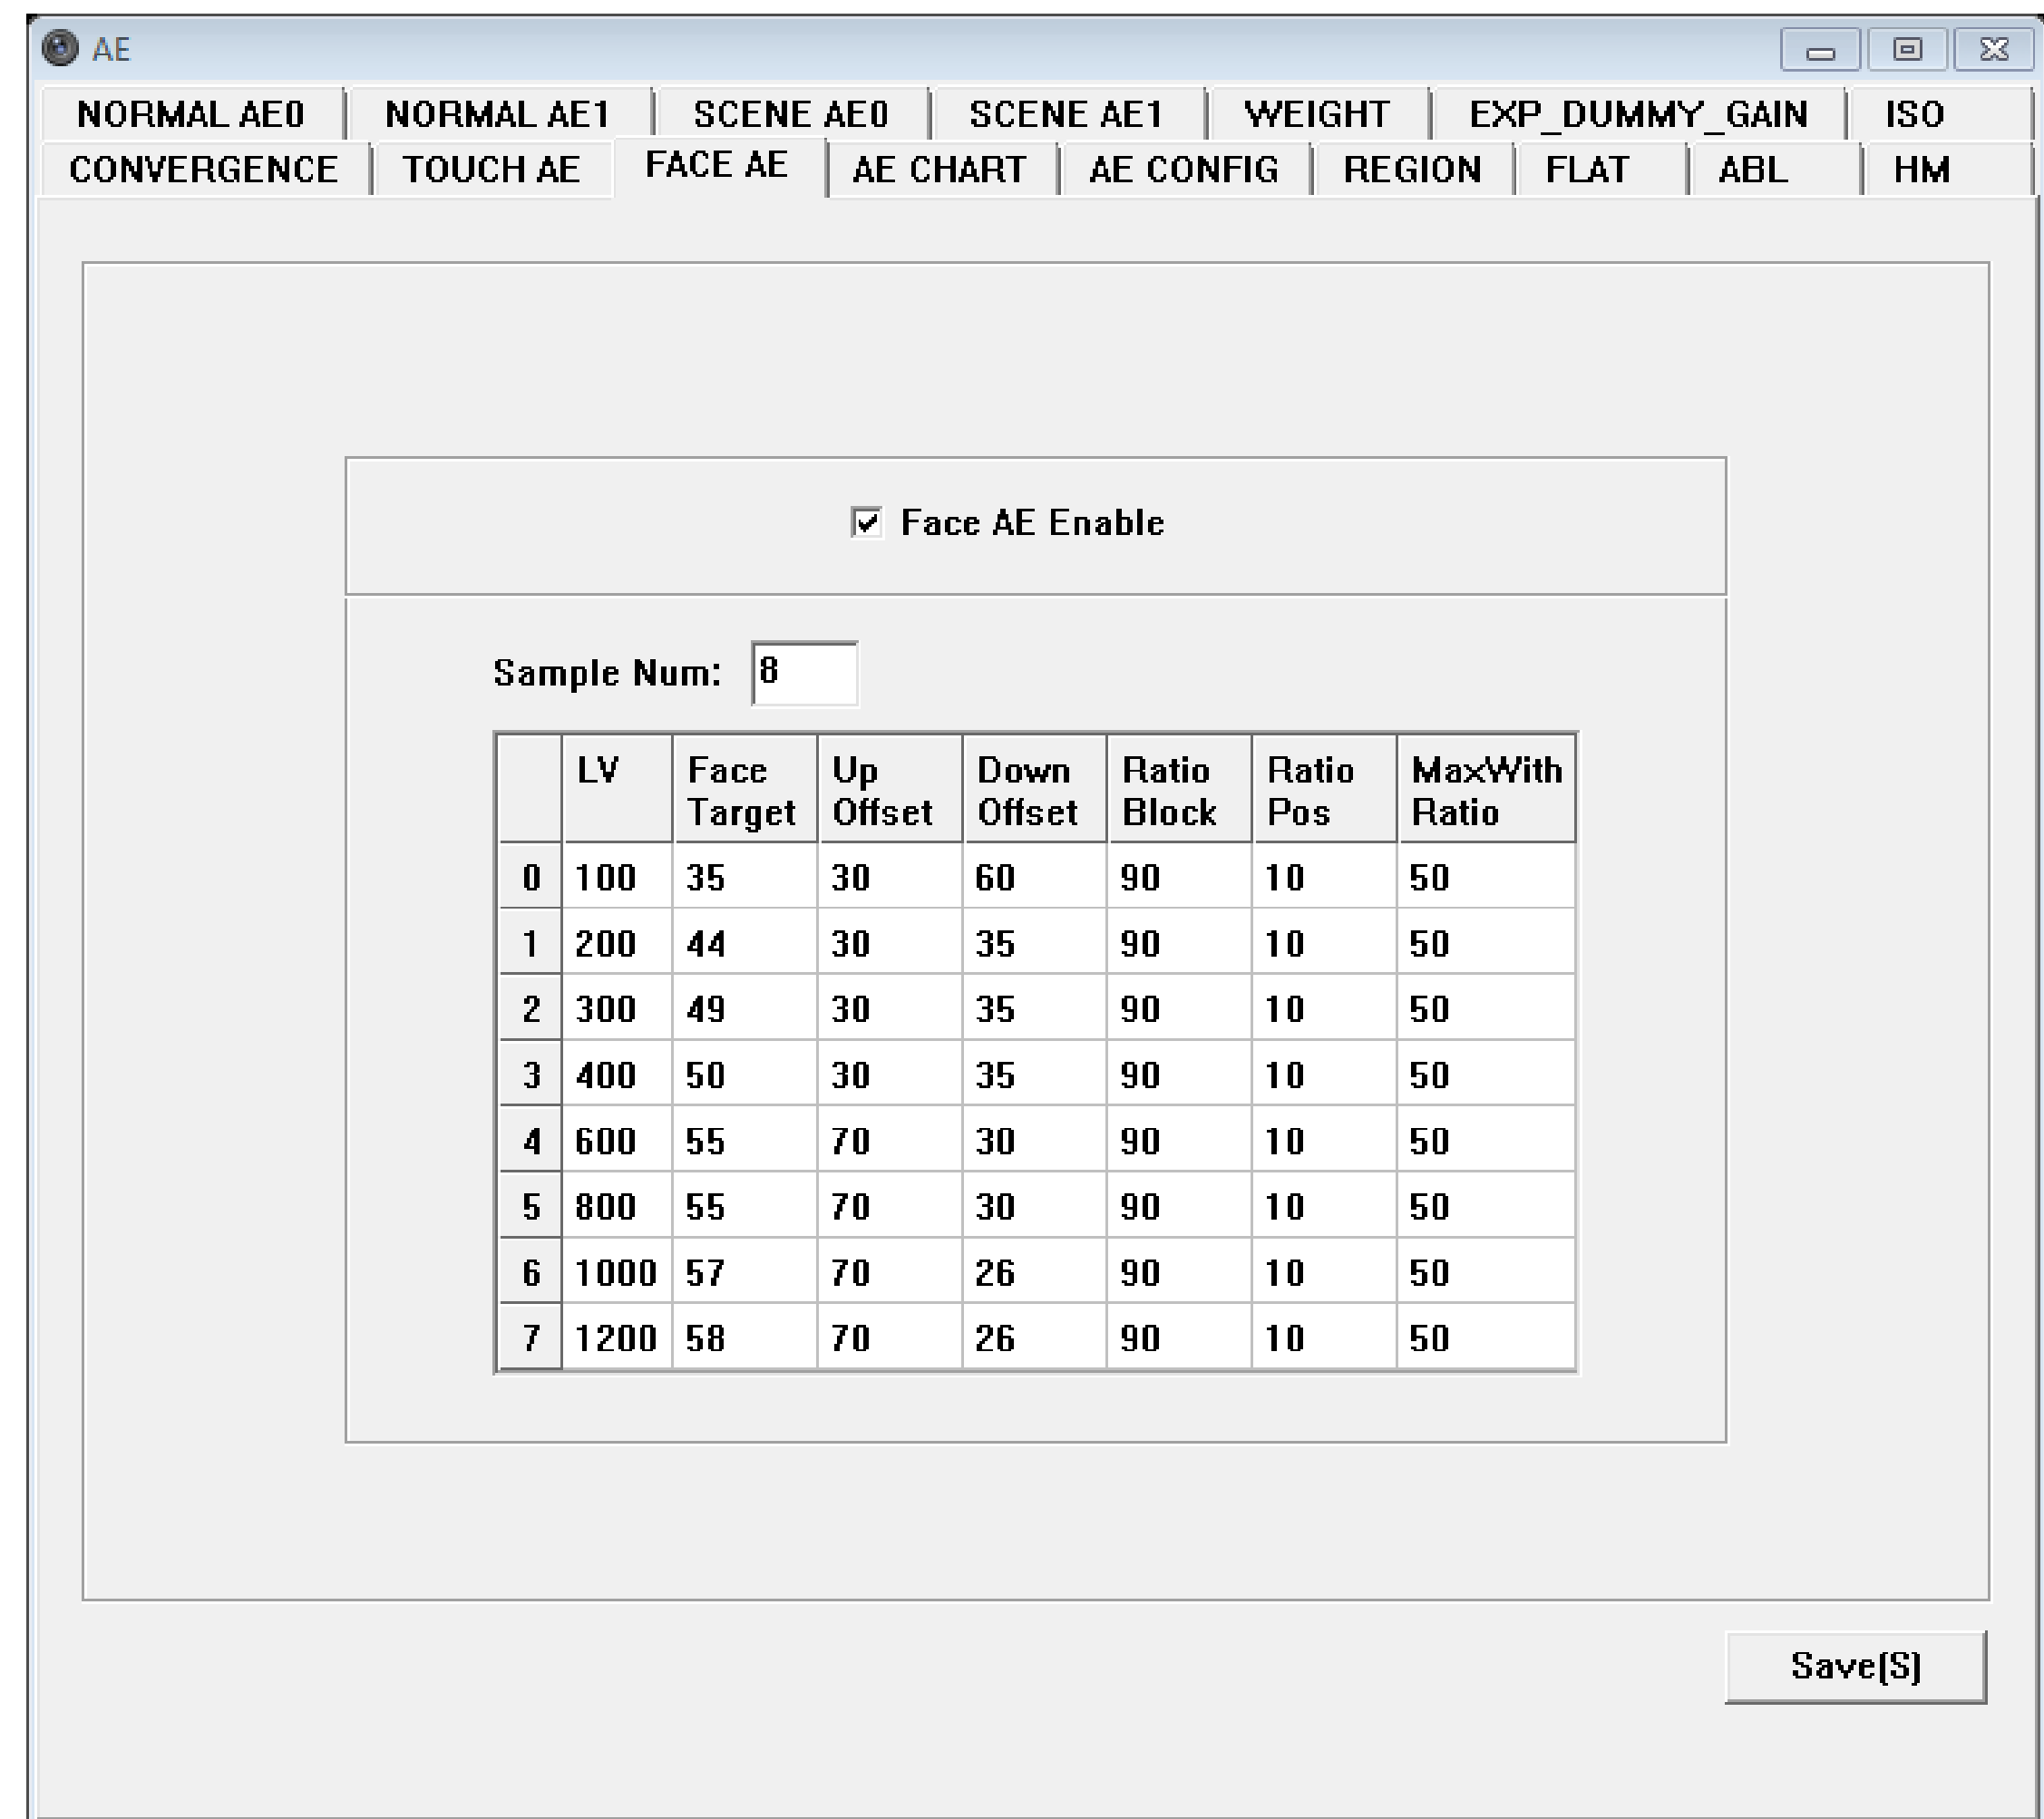 AE
NORMAL AE0 NORMAL AE1 SCENE AE0 SCENE AE1 WEIGHT EXP_DUMMY_GAIN ISO
CONVERGENCE TOUCH AE FACE AE AE CHART AE CONFIG REGION FLAT ABL HM
Face AE Enable
Sample Num: 8
LV Face Target Up Offset Down Offset Ratio Block Ratio Pos MaxWith Ratio
0 100 35 30 60 90 10 50
1 200 44 30 35 90 10 50
2 300 49 30 35 90 10 50
3 400 50 30 35 90 10 50
4 600 55 70 30 90 10 50
5 800 55 70 30 90 10 50
6 1000 57 70 26 90 10 50
7 1200 58 70 26 90 10 50
Save(S)